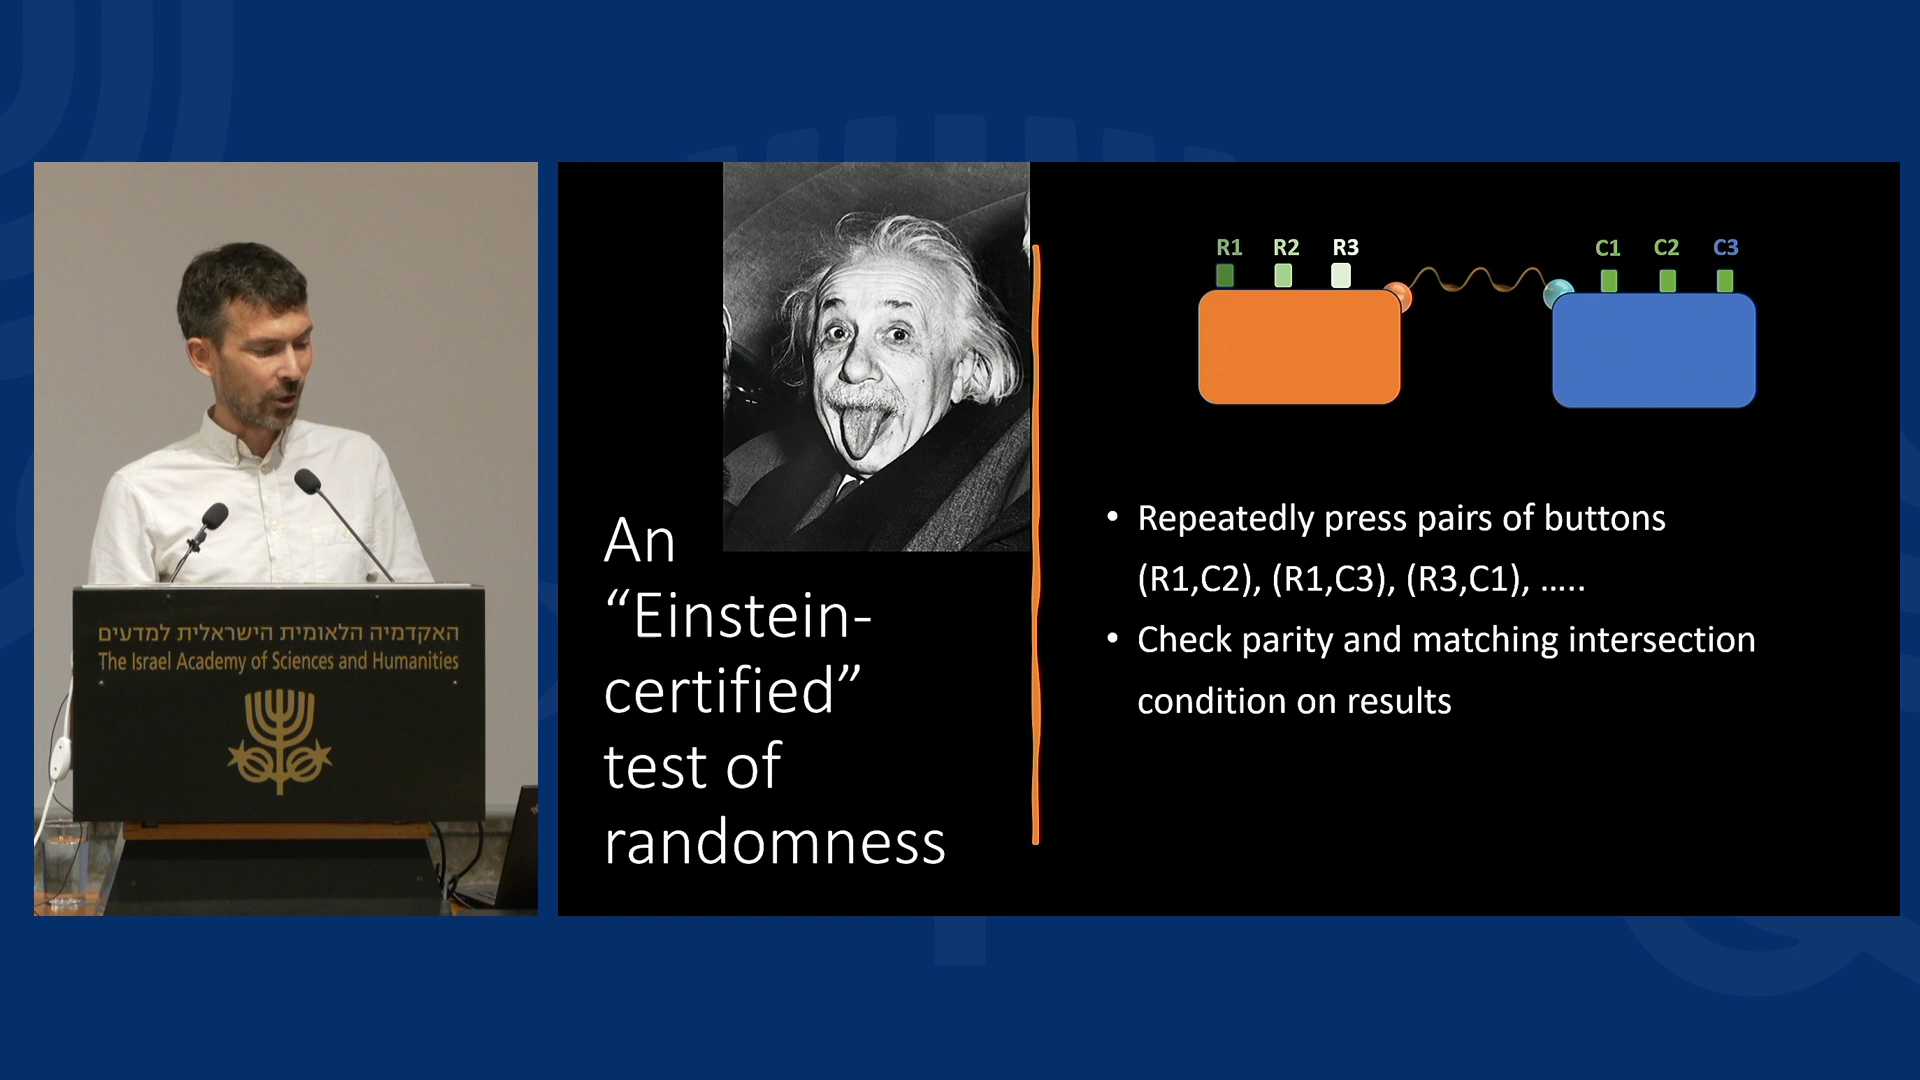 האקדמיה הלאומית הישראלית למדעים
The Israel Academy of Sciences and Humanities
An
“Einstein-
certified”
test of
randomness
R1 R2 R3
C1 C2 C3
• Repeatedly press pairs of buttons
(R1,C2), (R1,C3), (R3,C1), …..
• Check parity and matching intersection
condition on results